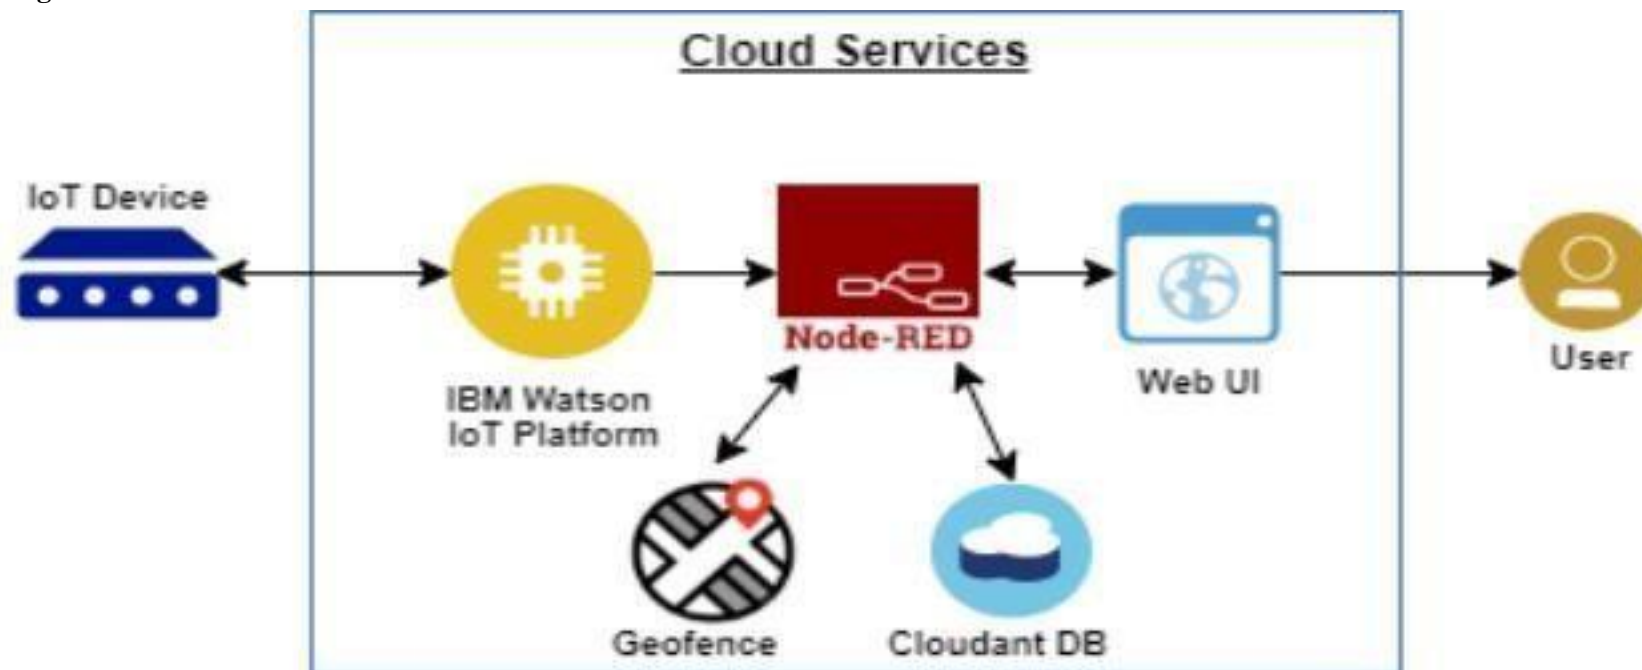 Cloud Services
IoT Device
Node-RED
User
Web UI
IBM Watson
IoT Platform
Geofence
Cloudant DB